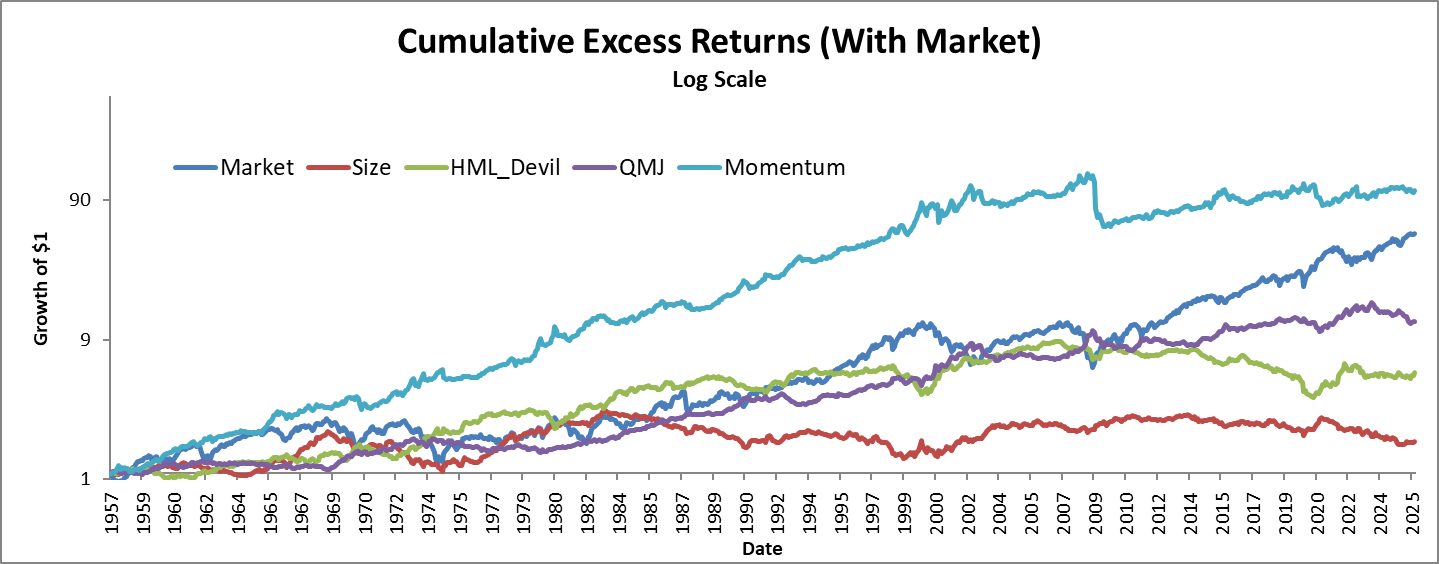 Cumulative Excess Returns (With Market)
Log Scale
Market Size HML_Devil QMJ Momentum
90
9
1
Growth of $1
1957 1959 1960 1962 1964 1965 1967 1969 1970 1972 1974 1975 1977 1979 1980 1982 1984 1985 1987 1989 1990 1992 1994 1995 1997 1999 2000 2002 2004 2005 2007 2009 2010 2012 2014 2015 2017 2019 2020 2022 2024 2025
Date